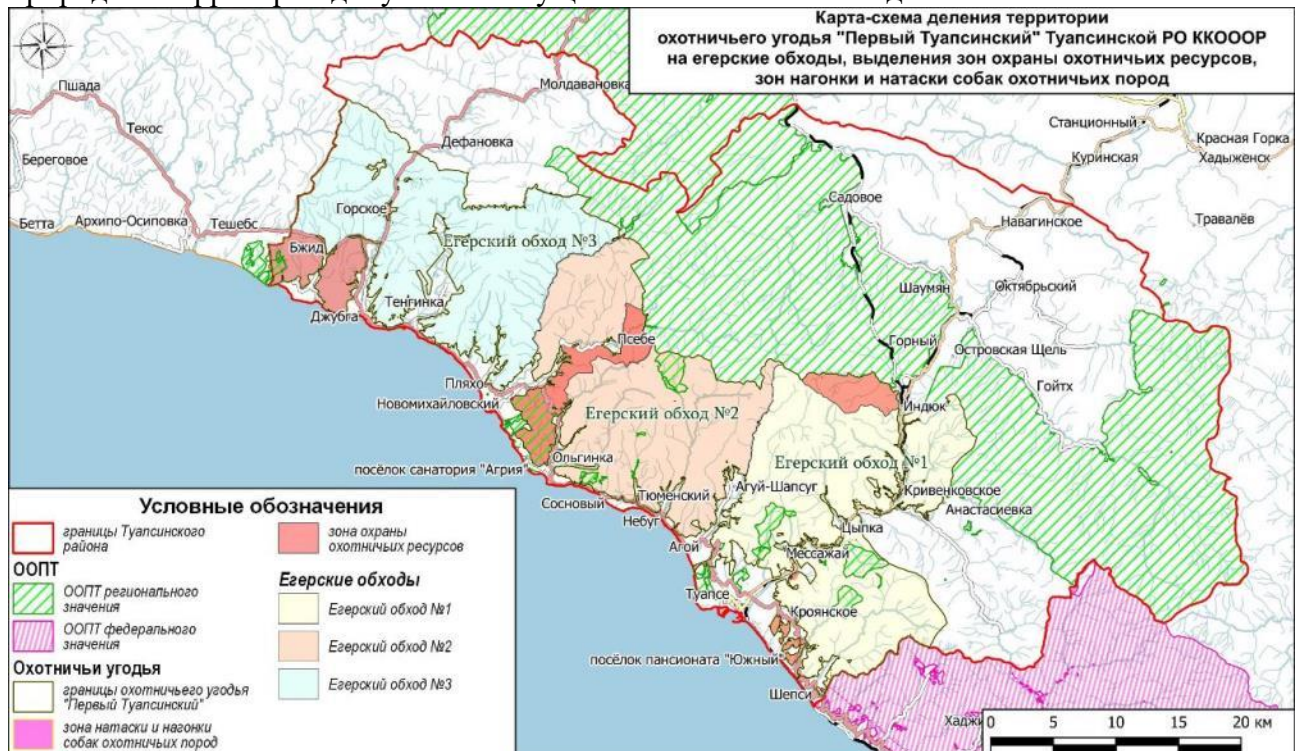 Карта-схема деления территории
охотничьего угодья "Первый Туапсинский" Туапсинской РО ККОООР
на егерские обходы, выделения зон охраны охотничьих ресурсов,
зон нагонки и натаски собак охотничьих пород
Пшада
Молдавановка
Текос
Станционный
Красная Горка
Дефановка
Куринская
Хадыженск
Береговое
Садовое
Навагинское
Травалёв
Бетта
Архипо-Осиповка
Тешебс
Горское
Бжид
Егерский обход №3
Шаумян
Октябрьский
Тенгинка
Джубга
Псебе
Горный
Островская Щель
Гойтх
Пляхо
Новомихайловский
Егерский обход №2
Индюк
посёлок санатория "Агрия"
Ольгинка
Егерский обход №1
Сосновый
Тюменский
Агуй-Шапсуг
Кривенковское
Небуг
Анастасиевка
Цыпка
Агой
Мессажай
Туапсе
Кроянское
посёлок пансионата "Южный"
Шепси
Условные обозначения
границы Туапсинского
района
ООПТ
ООПТ регионального
значения
ООПТ федерального
значения
Охотничьи угодья
границы охотничьего угодья
"Первый Туапсинский"
зона натаски и нагонки
собак охотничьих пород
зона охраны
охотничьих ресурсов
Егерские обходы
Егерский обход №1
Егерский обход №2
Егерский обход №3
0 5 10 15 20 км